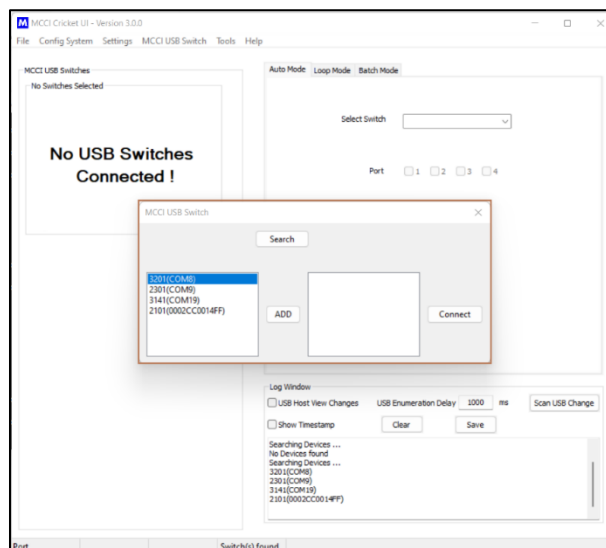 MCCI Cricket UI - Version 3.0.0
File Config System Settings MCCI USB Switch Tools Help
MCCI USB Switches
No Switches Selected
No USB Switches
Connected !
Auto Mode Loop Mode Batch Mode
Select Switch
Port 1 2 3 4
MCCI USB Switch
Search
3201(COM8)
2301(COM9)
3141(COM19)
2101(0002CC0014FF)
ADD
Connect
Log Window
USB Host View Changes USB Enumeration Delay 1000 ms Scan USB Change
Show Timestamp Clear Save
Searching Devices ...
No Devices found
Searching Devices ...
3201(COM8)
2301(COM9)
3141(COM19)
2101(0002CC0014FF)
Port Switch(s) found